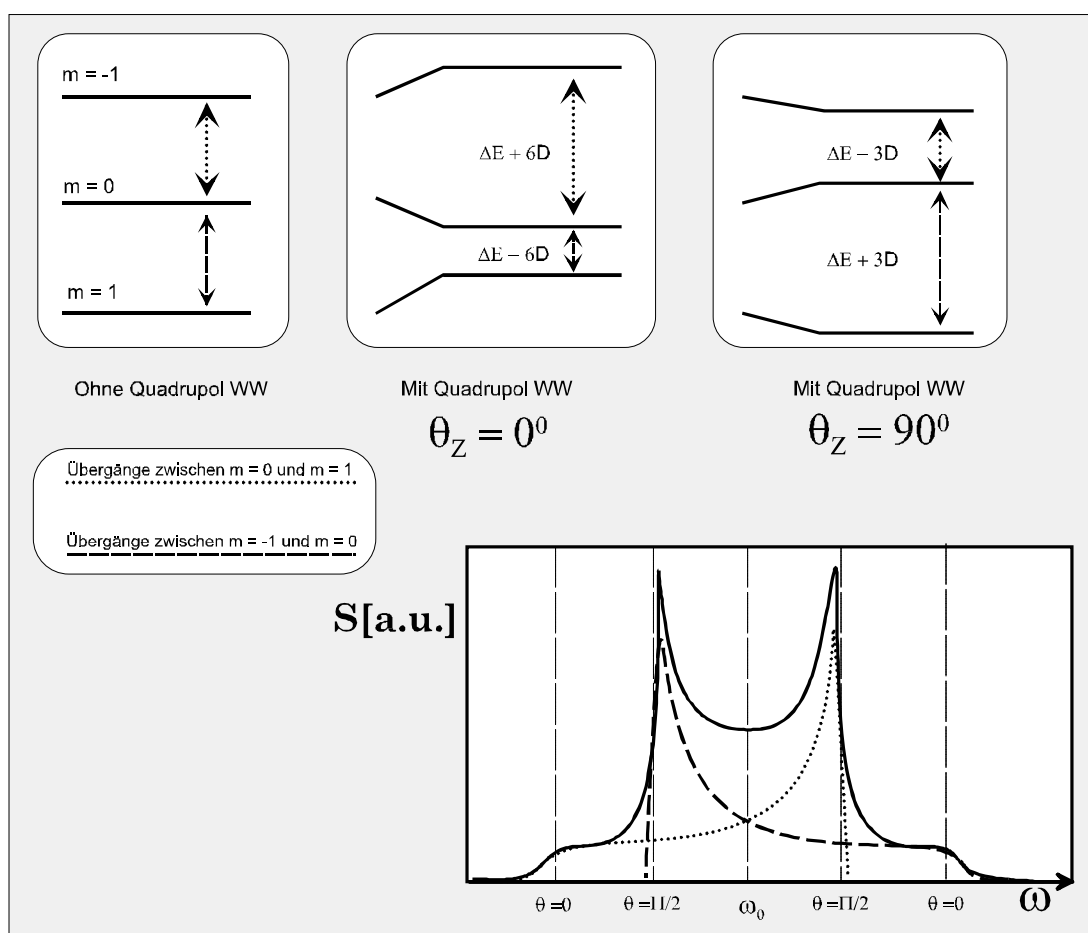 m = -1
m = 0
m = 1
ΔE + 6D
ΔE − 6D
ΔE − 3D
ΔE + 3D
Ohne Quadrupol WW
Mit Quadrupol WW
θZ = 0⁰
Mit Quadrupol WW
θZ = 90⁰
Übergänge zwischen m = 0 und m = 1
Übergänge zwischen m = -1 und m = 0
S[a.u.]
θ =0
θ =Π/2
ω₀
θ =Π/2
θ =0
ω